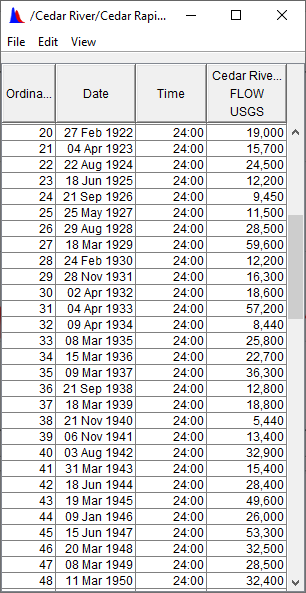 /Cedar River/Cedar Rapi...
File Edit View
Ordina... Date Time Cedar Rive... FLOW USGS
20 27 Feb 1922 24:00 19,000
21 04 Apr 1923 24:00 15,700
22 22 Aug 1924 24:00 24,500
23 18 Jun 1925 24:00 12,200
24 21 Sep 1926 24:00 9,450
25 25 May 1927 24:00 11,500
26 29 Aug 1928 24:00 28,500
27 18 Mar 1929 24:00 59,600
28 24 Feb 1930 24:00 12,200
29 28 Nov 1931 24:00 16,300
30 02 Apr 1932 24:00 18,600
31 04 Apr 1933 24:00 57,200
32 09 Apr 1934 24:00 8,440
33 08 Mar 1935 24:00 25,800
34 15 Mar 1936 24:00 22,700
35 09 Mar 1937 24:00 36,300
36 21 Sep 1938 24:00 12,800
37 18 Mar 1939 24:00 18,800
38 21 Nov 1940 24:00 5,440
39 06 Nov 1941 24:00 13,400
40 03 Aug 1942 24:00 32,900
41 31 Mar 1943 24:00 15,400
42 18 Jun 1944 24:00 28,400
43 19 Mar 1945 24:00 49,600
44 09 Jan 1946 24:00 26,000
45 15 Jun 1947 24:00 53,300
46 20 Mar 1948 24:00 32,500
47 08 Mar 1949 24:00 28,500
48 11 Mar 1950 24:00 32,400